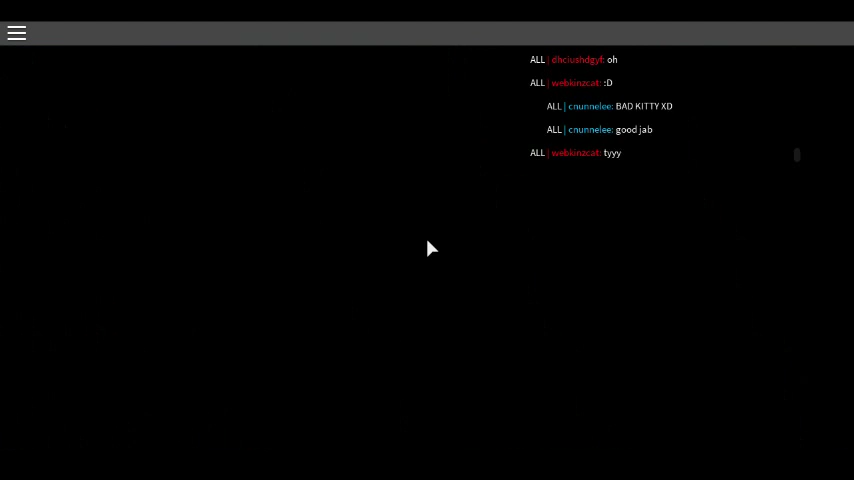 ALL | dhciushdgyf: oh
ALL | webkinzcat: :D
ALL | cnunnelee: BAD KITTY XD
ALL | cnunnelee: good jab
ALL | webkinzcat: tyyy